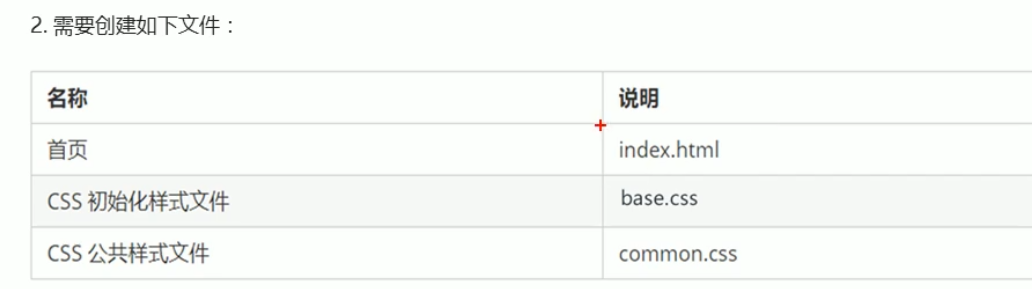 2. 需要创建如下文件：
名称 说明
首页 index.html
CSS 初始化样式文件 base.css
CSS 公共样式文件 common.css